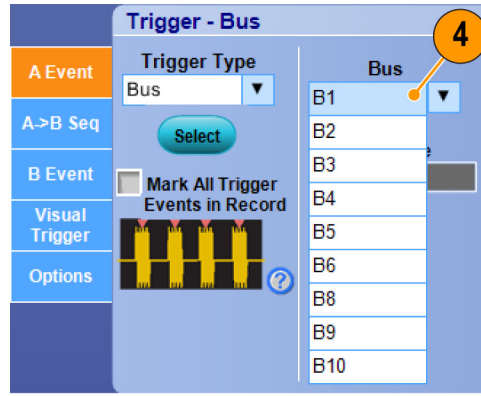 Trigger - Bus
4
A Event
A->B Seq
B Event
Visual
Trigger
Options
Trigger Type
Bus
Select
Mark All Trigger
Events in Record
?
Bus
B1
B2
B3
B4
B5
B6
B8
B9
B10